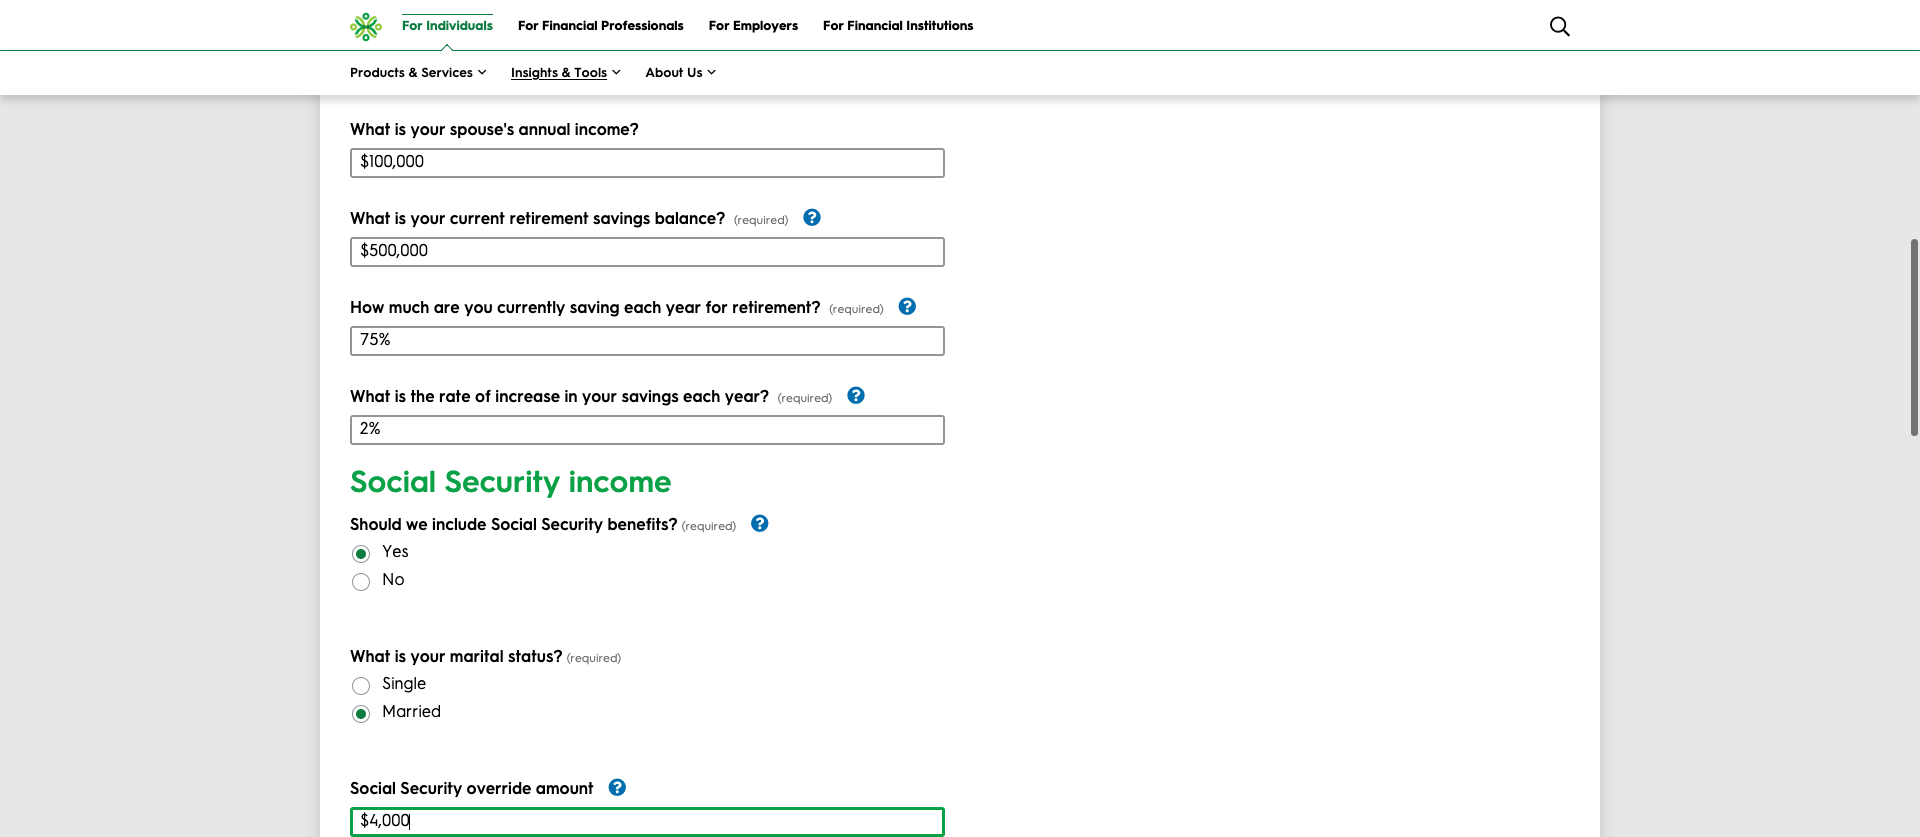 For Individuals
For Financial Professionals
For Employers
For Financial Institutions
Products & Services
Insights & Tools
About Us
What is your spouse's annual income?
$100,000
What is your current retirement savings balance? (required) ?
$500,000
How much are you currently saving each year for retirement? (required) ?
75%
What is the rate of increase in your savings each year? (required) ?
2%
Social Security income
Should we include Social Security benefits? (required) ?
Yes
No
What is your marital status? (required)
Single
Married
Social Security override amount ?
$4,000